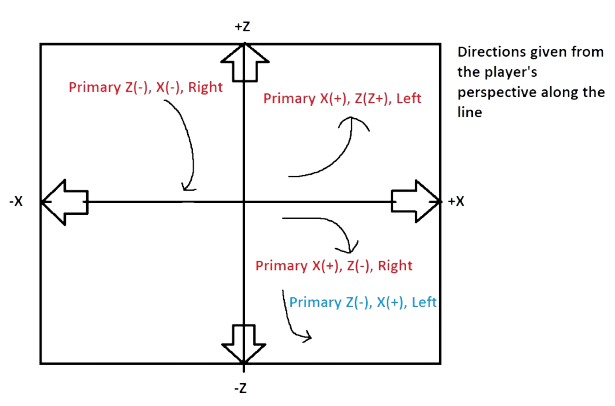 +Z
Directions given from
the player's
perspective along the
line
Primary Z(-), X(-), Right
Primary X(+), Z(Z+), Left
-X
+X
Primary X(+), Z(-), Right
Primary Z(-), X(+), Left
-Z